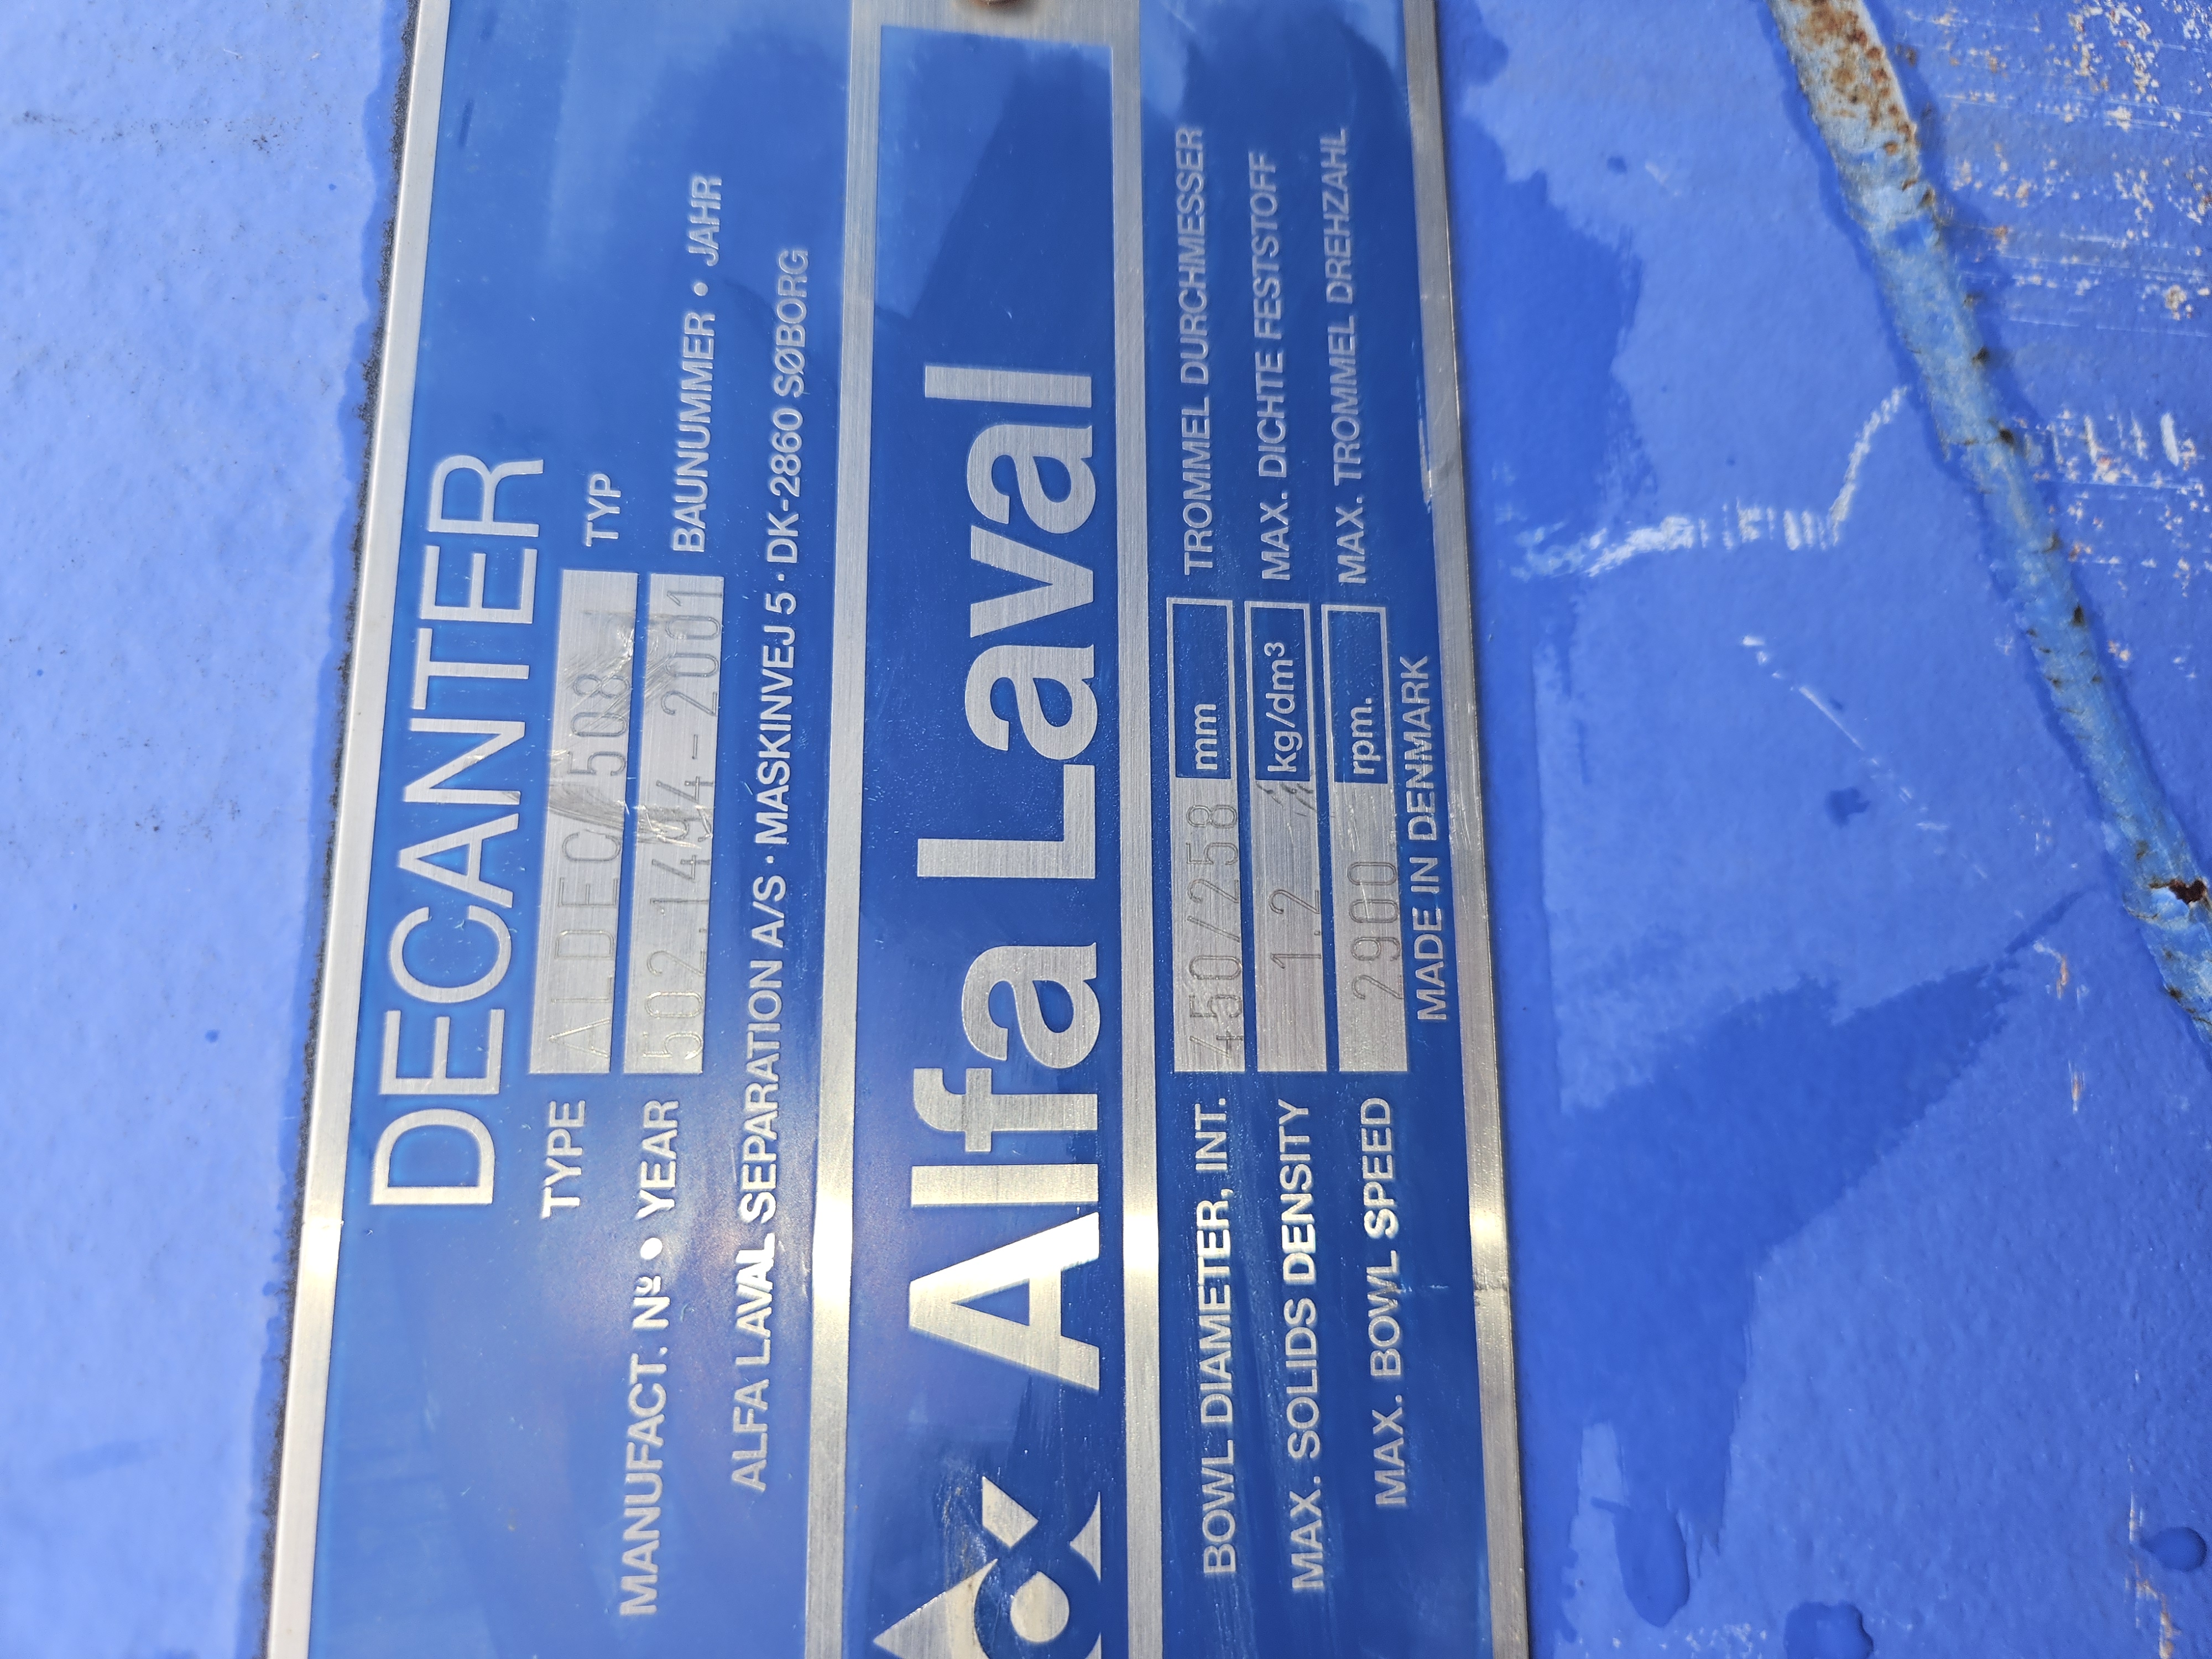 DECANTER
TYPE ALDEC 508 TYP
MANUFACT. Nº • YEAR 502.1494-2001 BAUNUMMER • JAHR
ALFA LAVAL SEPARATION A/S · MASKINVEJ 5 · DK-2860 SØBORG
Alfa Laval
BOWL DIAMETER, INT. 450/258 mm TROMMEL DURCHMESSER
MAX. SOLIDS DENSITY 1.2 kg/dm³ MAX. DICHTE FESTSTOFF
MAX. BOWL SPEED 2900 rpm. MAX. TROMMEL DREHZAHL
MADE IN DENMARK